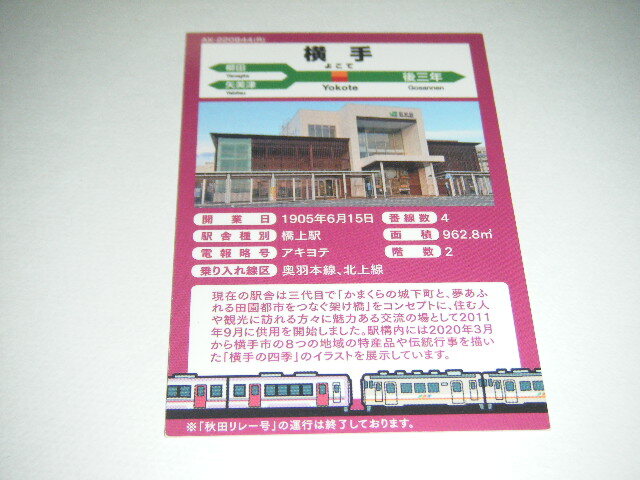 AX-020844(外)
横手
よこて
柳田
Yanagita
矢美津
Yabitsu
Yokote
後三年
Gosannen
開業日 1905年6月15日 番線数 4
駅舎種別 橋上駅 面積 962.8㎡
電報略号 アキヨテ 階数 2
乗り入れ線区 奥羽本線、北上線
現在の駅舎は三代目で「かまくらの城下町と、夢あふ
れる田園都市をつなぐ架け橋」をコンセプトに、住む人
や観光に訪れる方々に魅力ある交流の場として2011
年9月に供用を開始しました。駅構内には2020年3月
から横手市の8つの地域の特産品や伝統行事を描い
た「横手の四季」のイラストを展示しています。
※「秋田リレー号」の運行は終了しております。